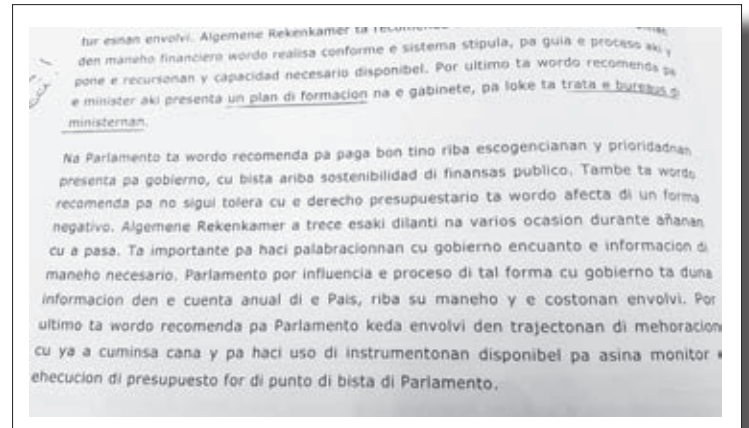 tur esnan envolvi. Algemene Rekenkamer ta
den maneho financiero wordo realisa conforme e sistema stipula, pa guia e process aki y
pone e recursonan y capacidad necesario disponibel. Por ultimo ta wordo recomenda pa
e minister aki presenta un plan di formacion na e gabinete, pa loke ta trata e bureaus di
ministernan.
Na Parlamento ta wordo recomenda pa paga bon tino riba escogencianan y prioridadnan
presenta pa gobierno, cu bista ariba sostenibilidad di finansas publico. Tambe ta wordo
recomenda pa no sigui tolera cu e derecho presupuestario ta wordo afecta di un forma
negativo. Algemene Rekenkamer a trece esaki dilanti na varios ocasion durante añanan
cu a pasa. Ta importante pa haci palabracionnan cu gobierno encuanto e informacion di
maneho necesario. Parlamento por influencia e proceso di tal forma cu gobierno ta duna
informacion den e cuenta anual di e Pais, riba su maneho y e costonan envolvi. Por
ultimo ta wordo recomenda pa Parlamento keda envolvi den trajectonan di mehoracion
cu ya a cuminsa cana y pa haci uso di instrumentonan disponibel pa asina monitor
ehecucion di presupuesto for di punto di bista di Parlamento.